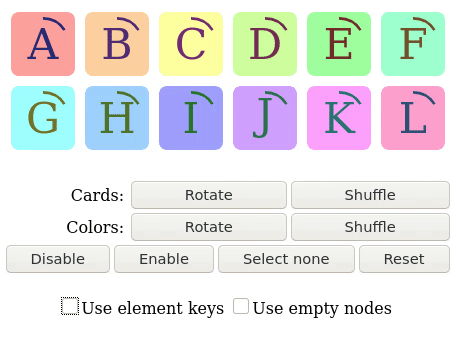 A B C D E F
G H I J K L
Cards: Rotate Shuffle
Colors: Rotate Shuffle
Disable Enable Select none Reset
Use element keys Use empty nodes